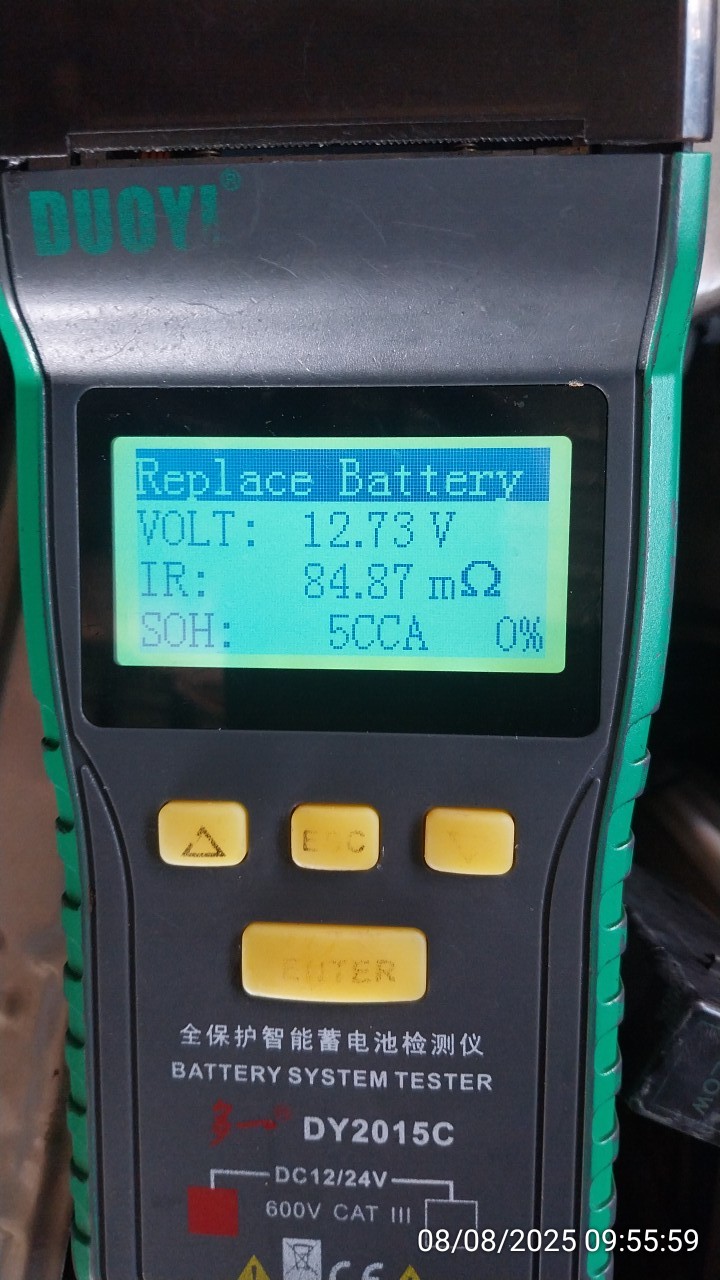 DUOYI®
Replace Battery
VOLT: 12.73 V
IR: 84.87 mΩ
SOH: 5CCA 0%
ESC
ENTER
全保护智能蓄电池检测仪
BATTERY SYSTEM TESTER
DY2015C
DC12/24V
600V CAT III
CE
08/08/2025 09:55:59